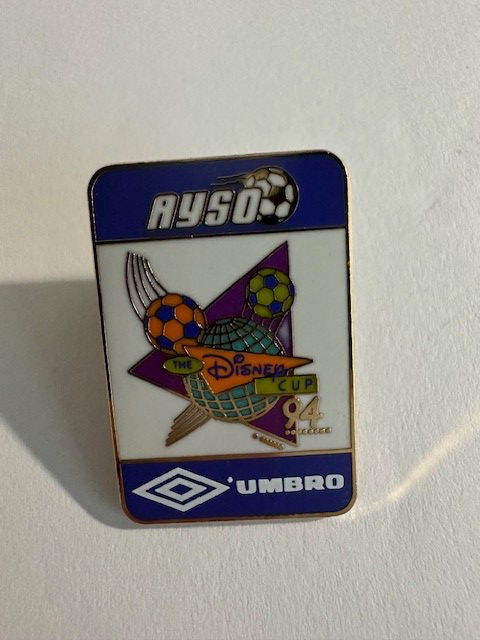 AYSO
THE Disney
CUP
'94
UMBRO